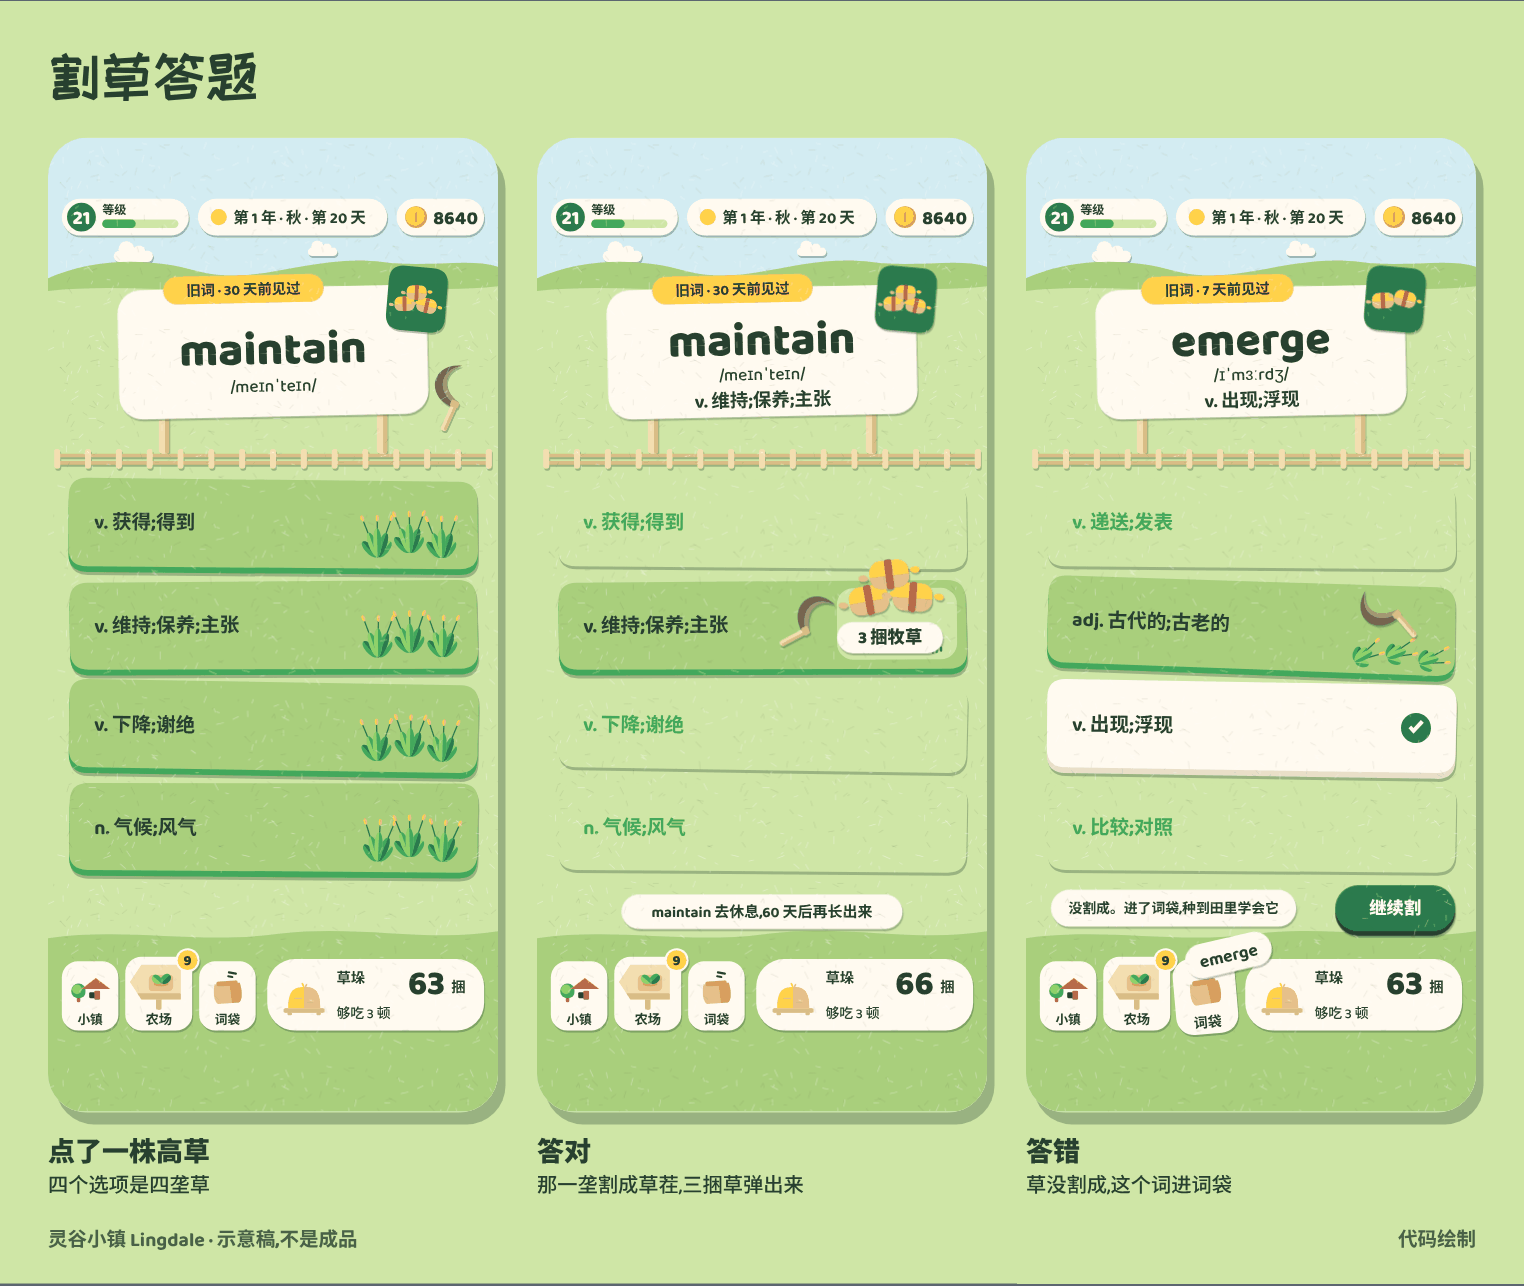 割草答题
21 等级
第1年·秋·第20天
8640
旧词·30天前见过
maintain
/meɪnˈteɪn/
v. 获得;得到
v. 维持;保养;主张
v. 下降;谢绝
n. 气候;风气
小镇
9
农场
词袋
草垛
63 捆
够吃3顿
点了一株高草
四个选项是四垄草
21 等级
第1年·秋·第20天
8640
旧词·30天前见过
maintain
/meɪnˈteɪn/
v. 维持;保养;主张
v. 获得;得到
v. 维持;保养;主张
3 捆牧草
v. 下降;谢绝
n. 气候;风气
maintain 去休息,60 天后再长出来
小镇
9
农场
词袋
草垛
66 捆
够吃3顿
答对
那一垄割成草茬,三捆草弹出来
21 等级
第1年·秋·第20天
8640
旧词·7天前见过
emerge
/ɪˈmɜːrdʒ/
v. 出现;浮现
v. 递送;发表
adj. 古代的;古老的
v. 出现;浮现
v. 比较;对照
没割成。进了词袋,种到田里学会它
继续割
emerge
小镇
9
农场
词袋
草垛
63 捆
够吃3顿
答错
草没割成,这个词进词袋
灵谷小镇 Lingdale · 示意稿,不是成品
代码绘制